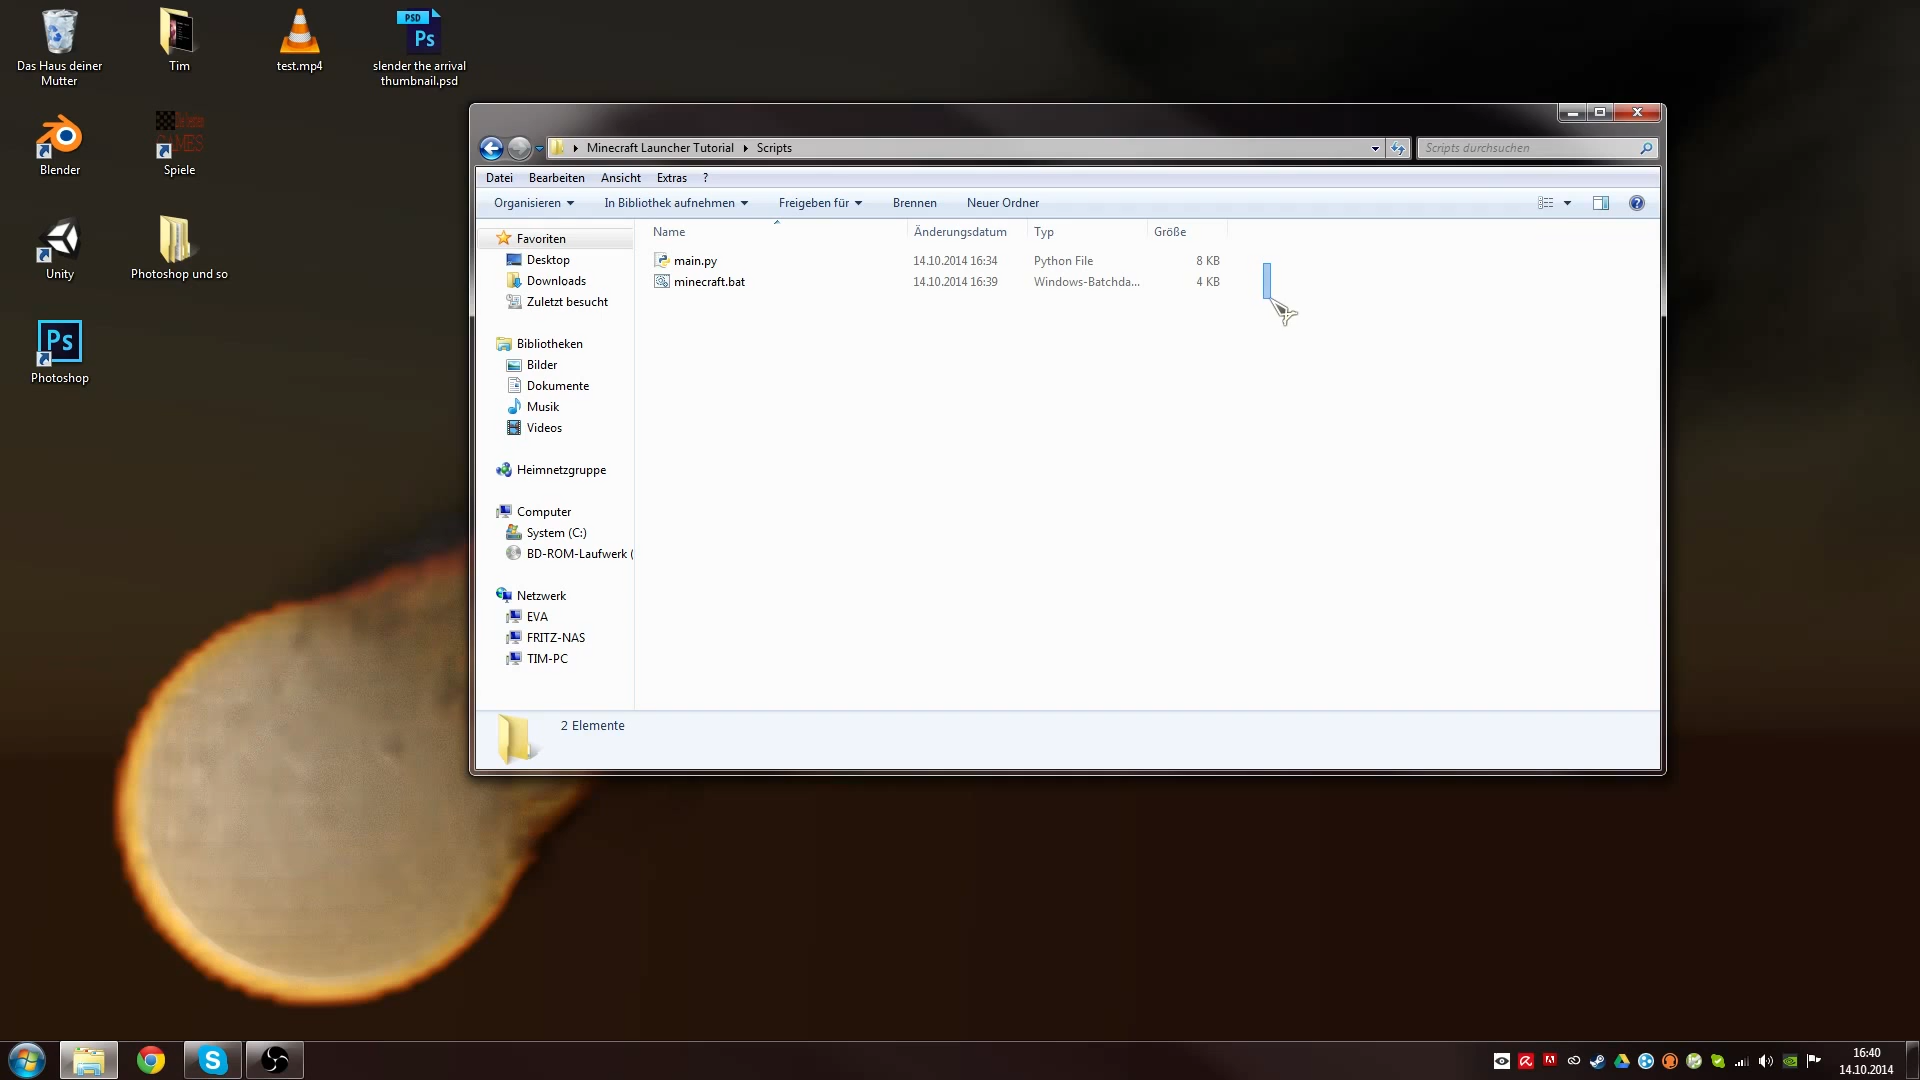 Das Haus deiner
Mutter
Tim
test.mp4
PSD
Ps
slender the arrival
thumbnail.psd
Blender
GAMES
Spiele
Unity
Photoshop und so
Ps
Photoshop
Minecraft Launcher Tutorial
Scripts
Scripts durchsuchen
Datei
Bearbeiten
Ansicht
Extras
?
Organisieren
In Bibliothek aufnehmen
Freigeben für
Brennen
Neuer Ordner
Name
Änderungsdatum
Typ
Größe
main.py
14.10.2014 16:34
Python File
8 KB
minecraft.bat
14.10.2014 16:39
Windows-Batchda...
4 KB
Favoriten
Desktop
Downloads
Zuletzt besucht
Bibliotheken
Bilder
Dokumente
Musik
Videos
Heimnetzgruppe
Computer
System (C:)
BD-ROM-Laufwerk (
Netzwerk
EVA
FRITZ-NAS
TIM-PC
2 Elemente
16:40
14.10.2014